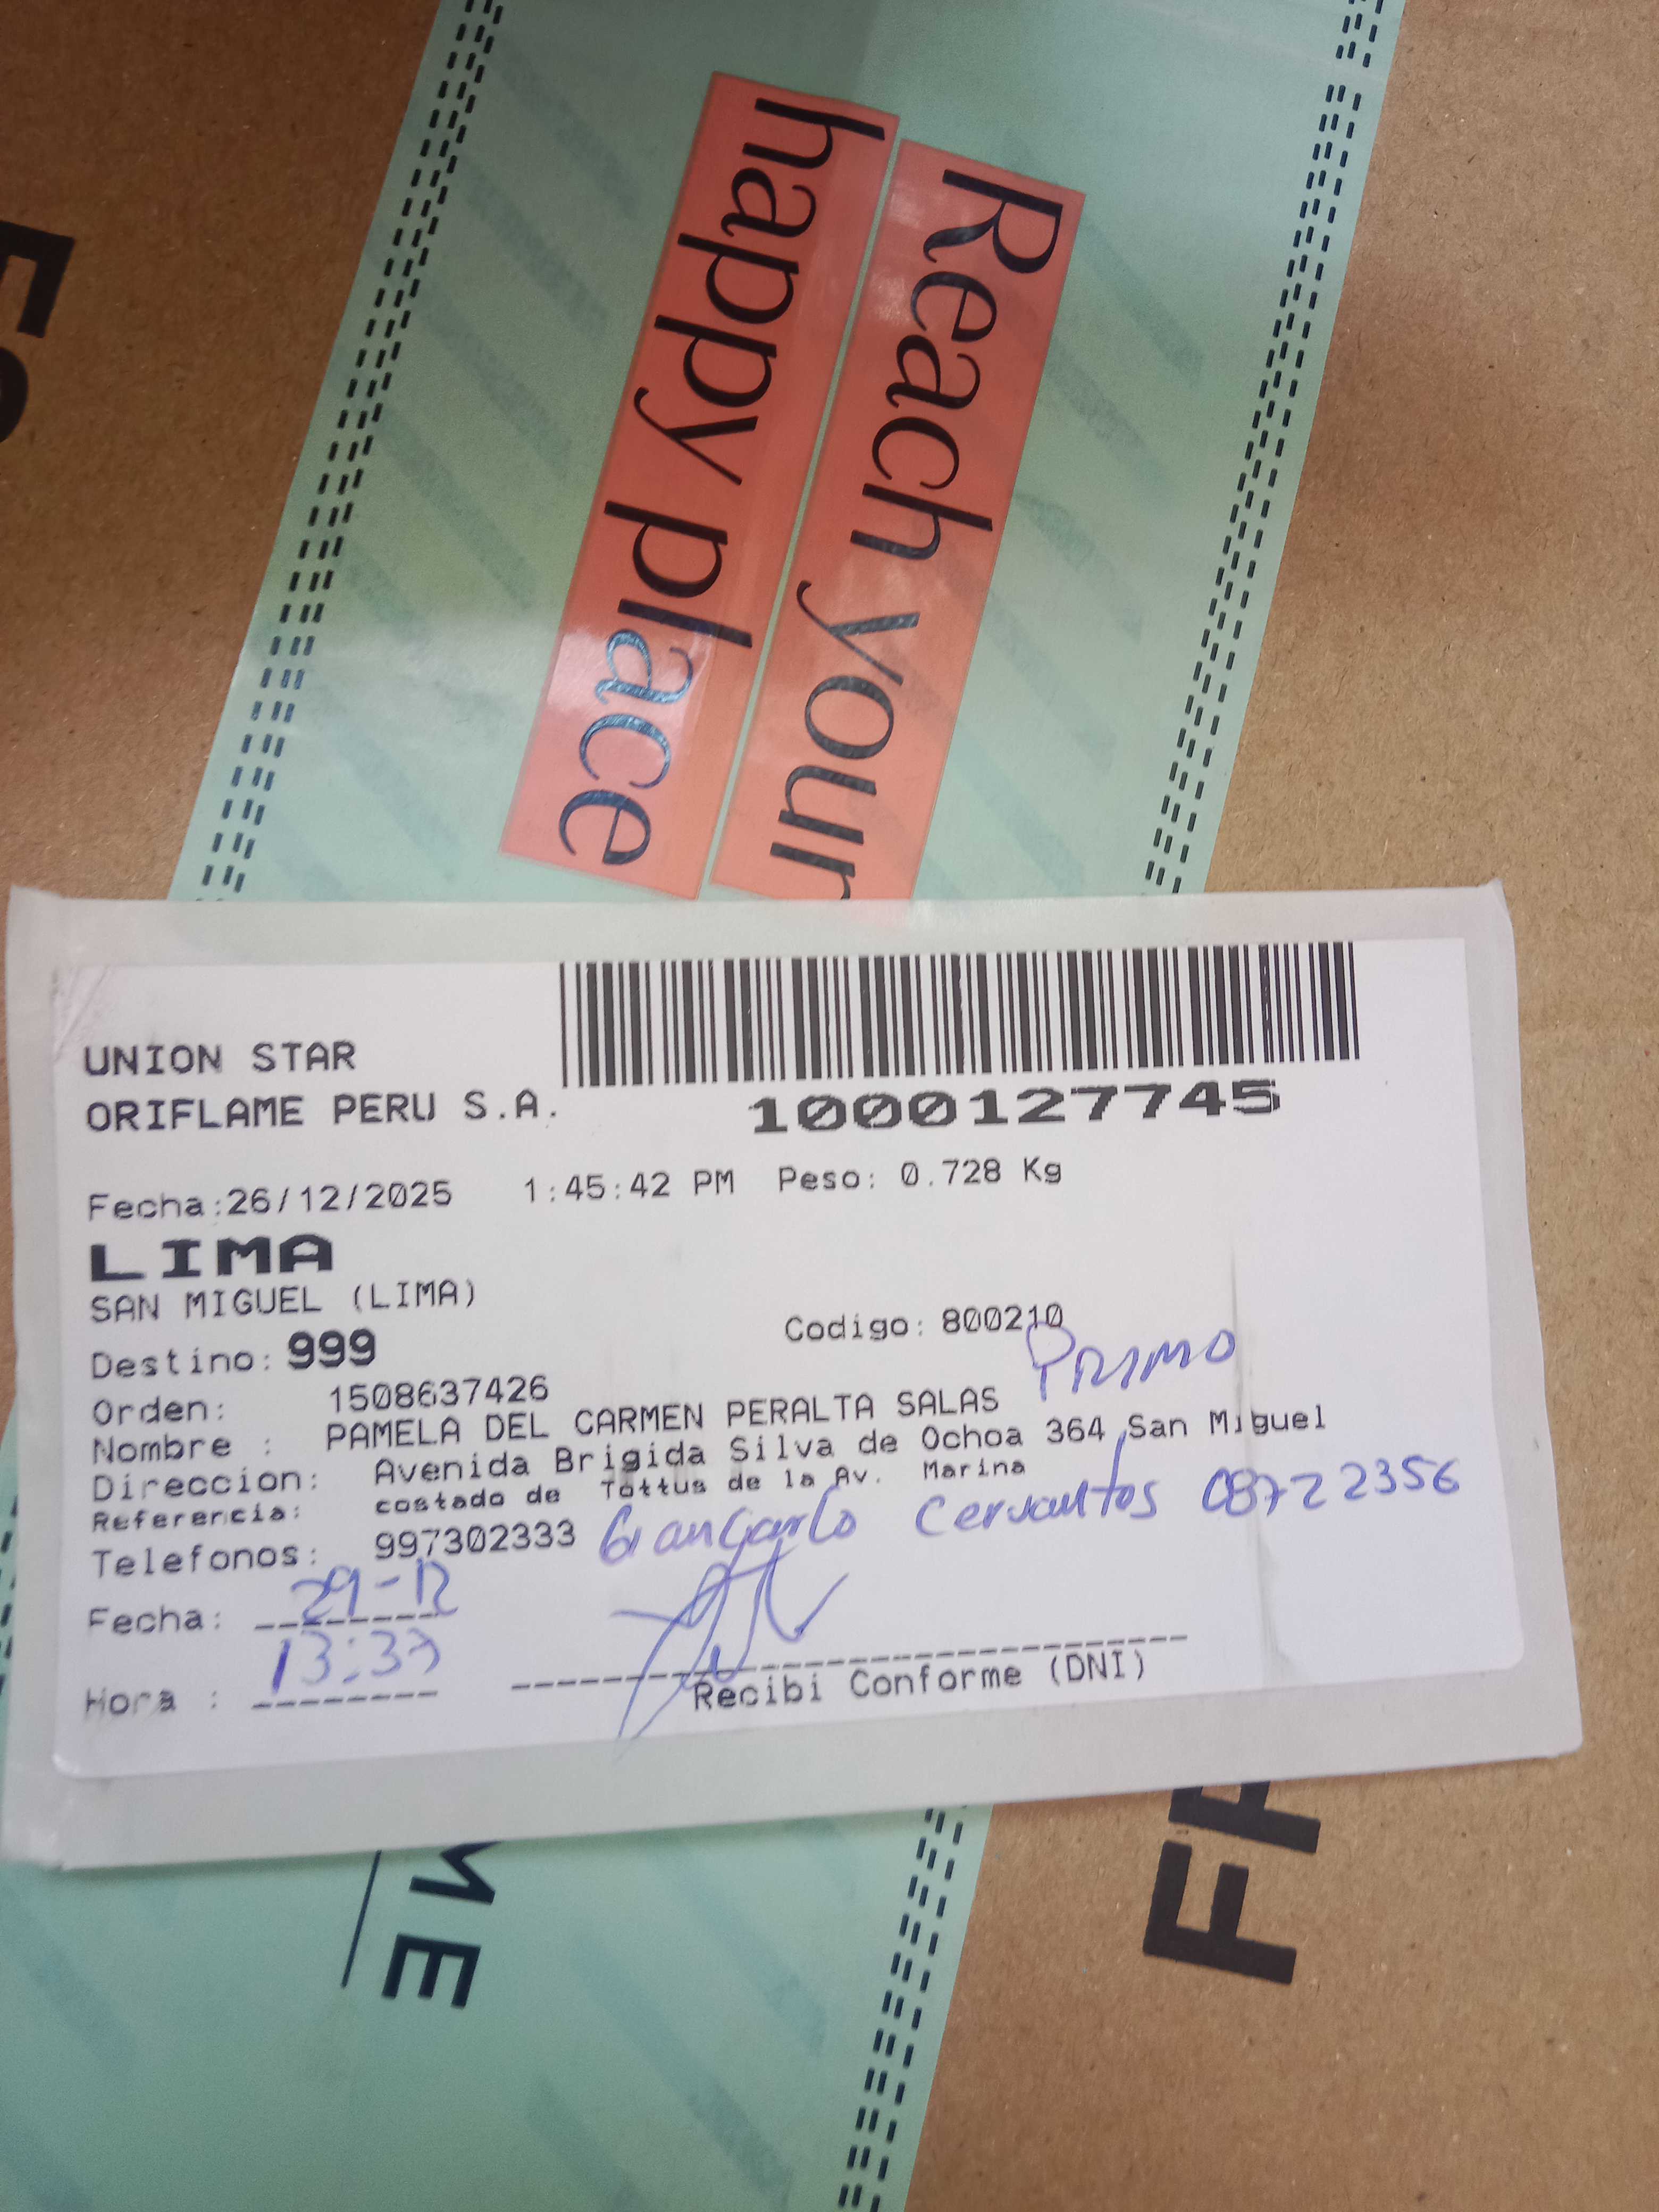 Reach your
happy place
UNION STAR
ORIFLAME PERU S.A.
1000127745
Fecha:26/12/2025 1:45:42 PM Peso: 0.728 Kg
LIMA
SAN MIGUEL (LIMA)
Destino: 999
Codigo: 800210
Orden: 1508637426
PRIMO
Nombre : PAMELA DEL CARMEN PERALTA SALAS
Direccion: Avenida Brigida Silva de Ochoa 364,San Miguel
Referencia: costado de Tottus de la Av. Marina
Telefonos: 997302333
GianCarlo Cervantes 08722356
Fecha: 29-12
Hora : 13:37
Recibi Conforme (DNI)
ME